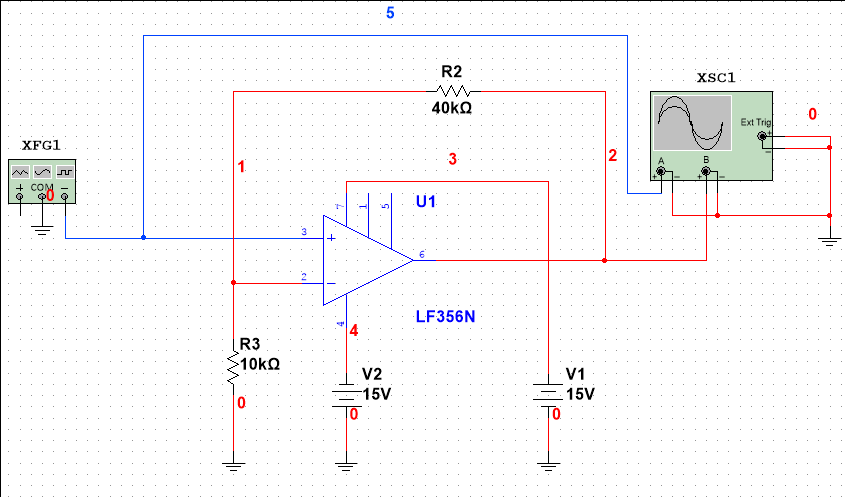 5
R2
40kΩ
XSC1
Ext Trig
+
−
A
B
+ − + −
0
XFG1
+ COM −
0
1
3
2
U1
7 1 5
3
+
6
2
−
4
LF356N
4
R3
10kΩ
0
V2
15V
0
V1
15V
0